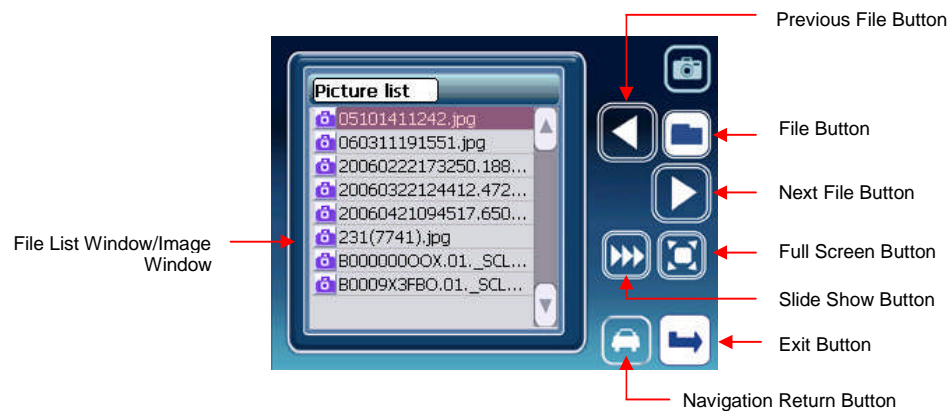 Previous File Button
Picture list
05101411242.jpg
060311191551.jpg
20060222173250.188...
20060322124412.472...
20060421094517.650...
231(7741).jpg
B000000OOX.01._SCL...
B0009X3FBO.01._SCL...
File Button
Next File Button
File List Window/Image
Window
Full Screen Button
Slide Show Button
Exit Button
Navigation Return Button